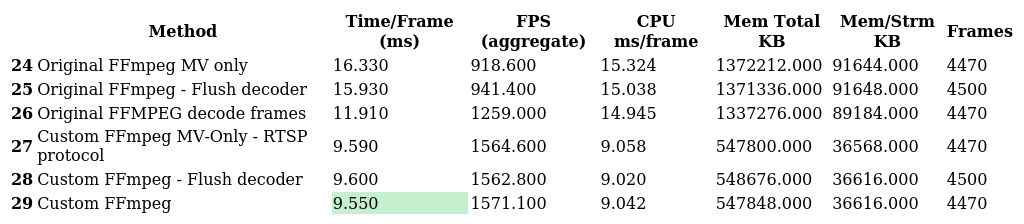 Method Time/Frame (ms) FPS (aggregate) CPU ms/frame Mem Total KB Mem/Strm KB Frames
24 Original FFmpeg MV only 16.330 918.600 15.324 1372212.000 91644.000 4470
25 Original Ffmpeg - Flush decoder 15.930 941.400 15.038 1371336.000 91648.000 4500
26 Original FFMPEG decode frames 11.910 1259.000 14.945 1337276.000 89184.000 4470
27 Custom FFmpeg MV-Only - RTSP protocol 9.590 1564.600 9.058 547800.000 36568.000 4470
28 Custom FFmpeg - Flush decoder 9.600 1562.800 9.020 548676.000 36616.000 4500
29 Custom FFmpeg 9.550 1571.100 9.042 547848.000 36616.000 4470